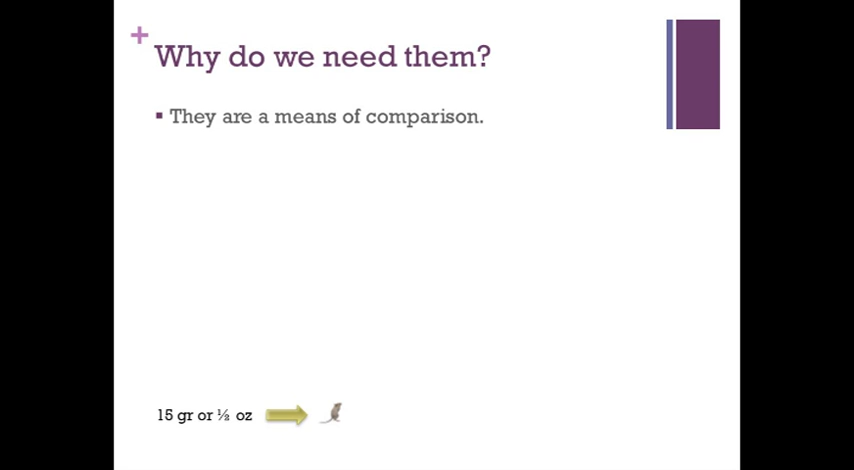 +
Why do we need them?
▪ They are a means of comparison.
15 gr or ½ oz